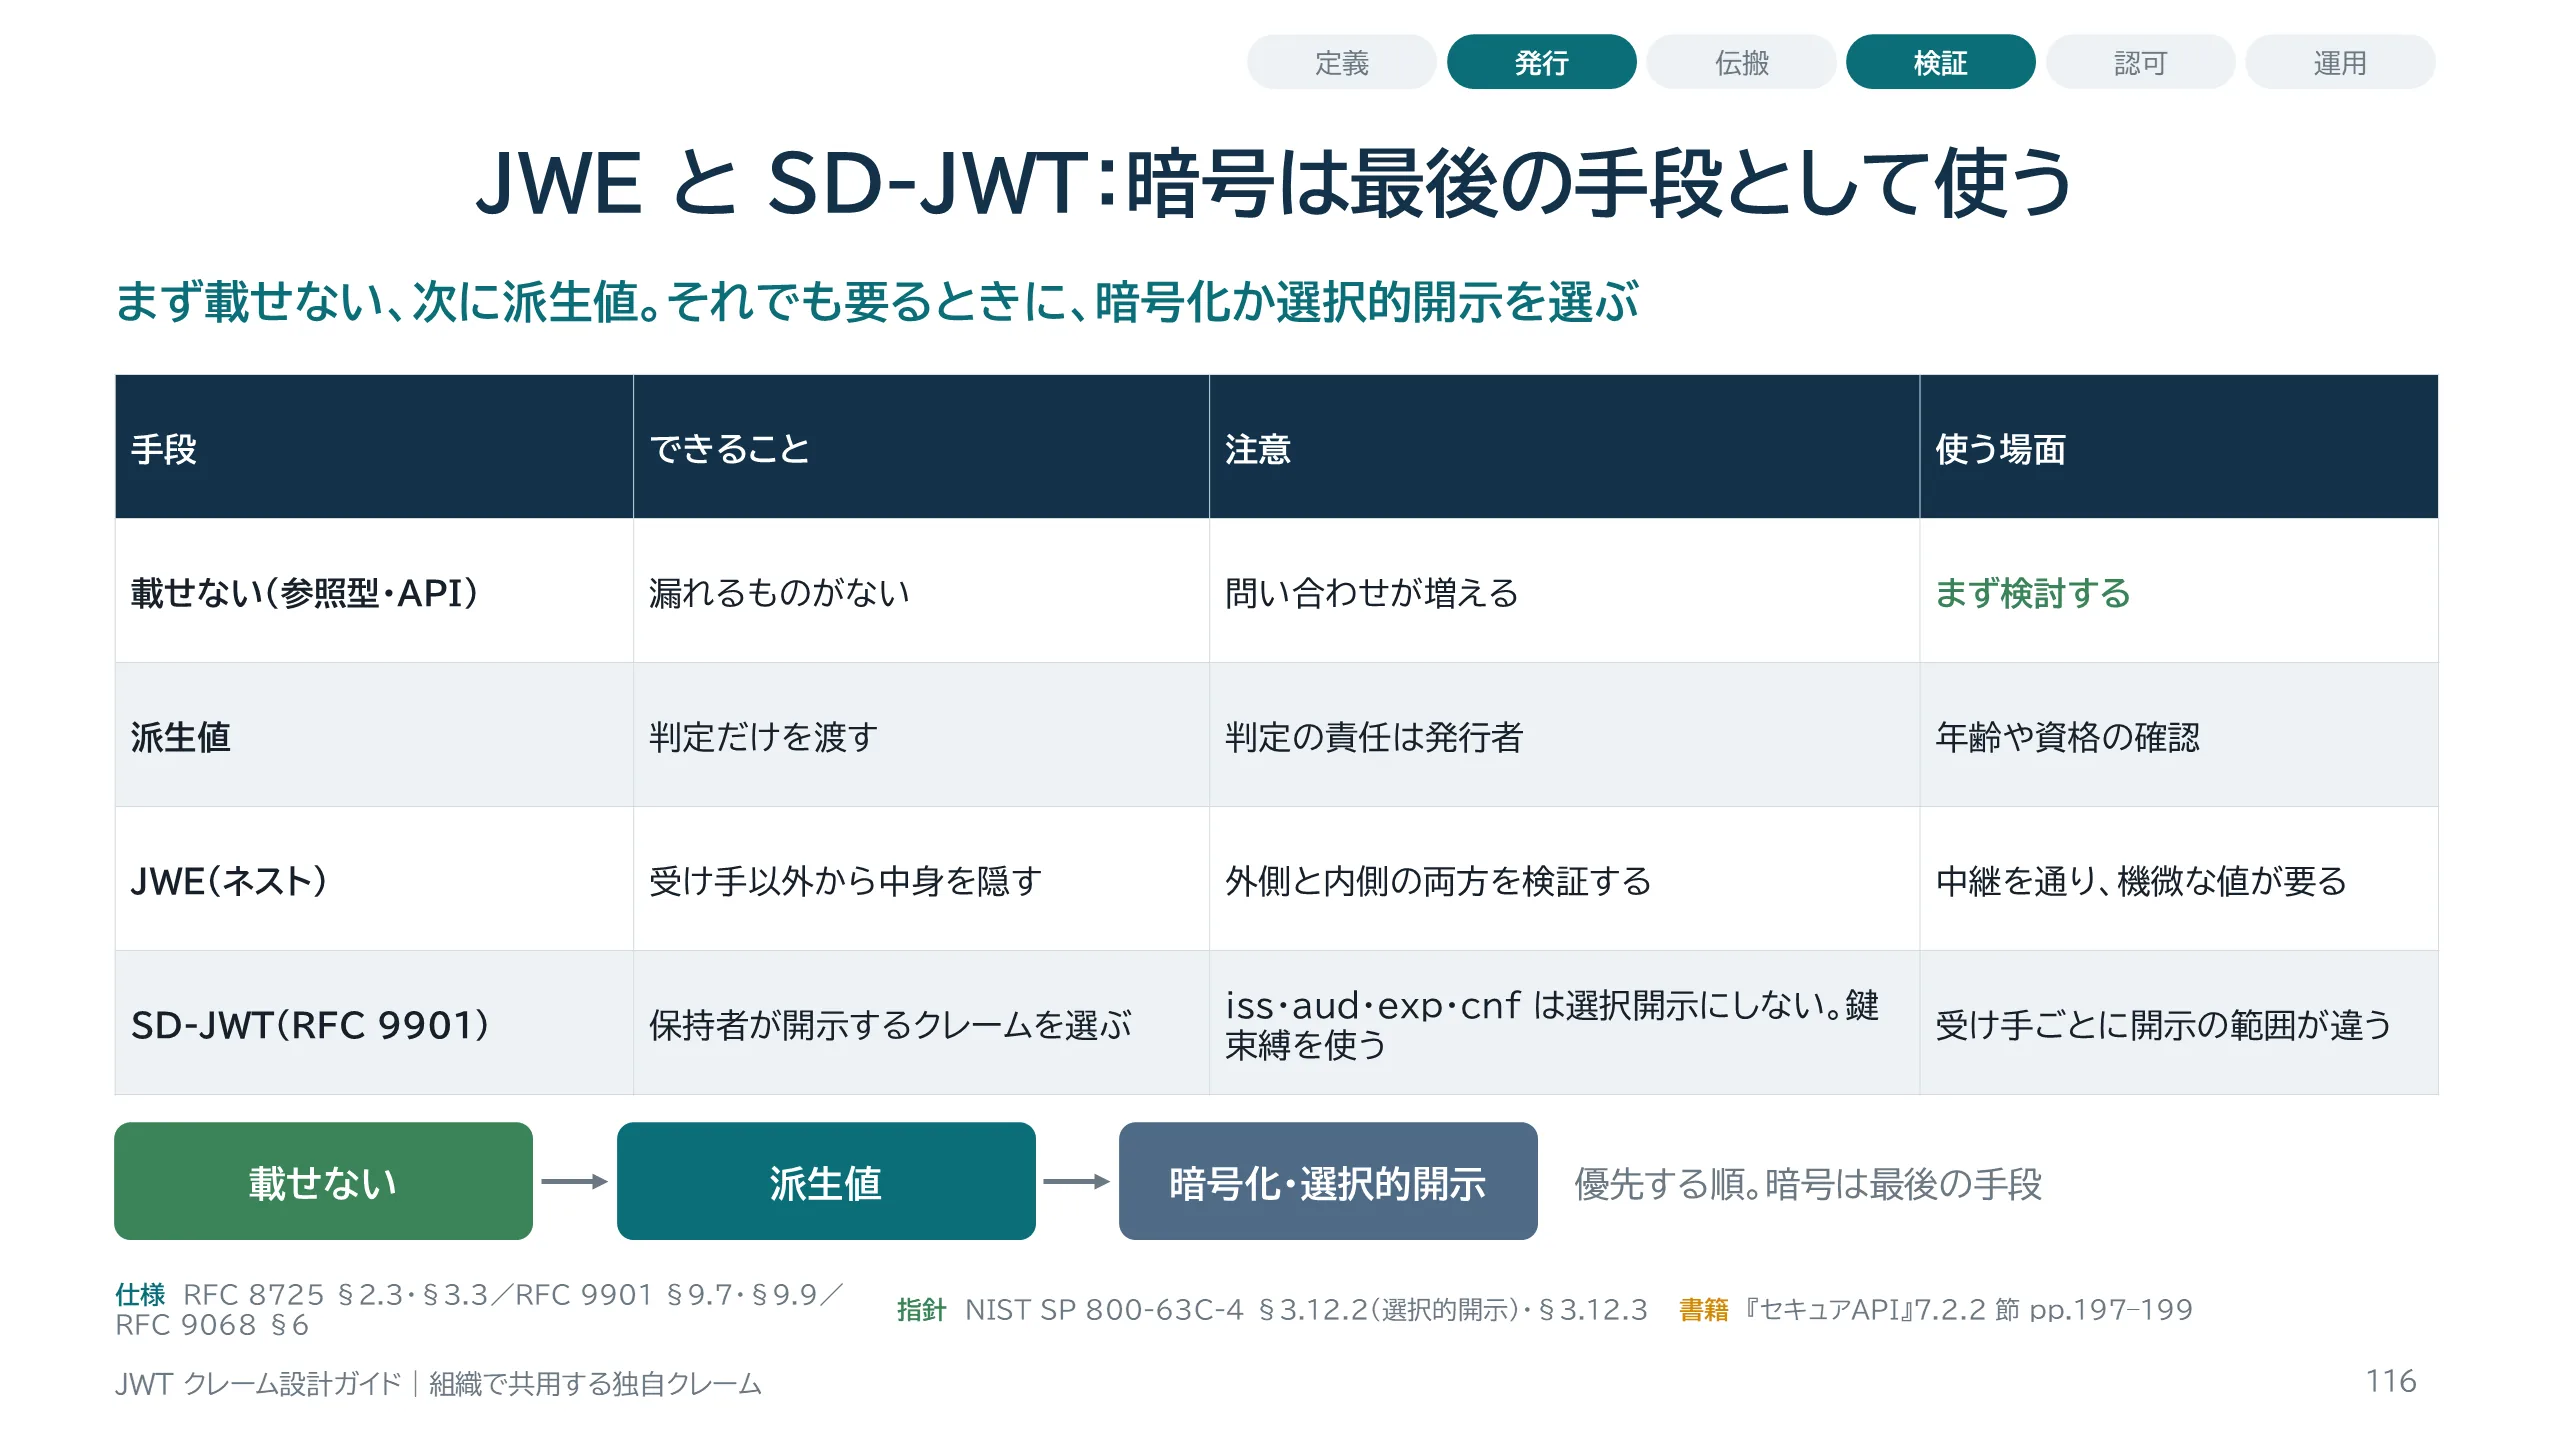 定義
発行
伝搬
検証
認可
運用
JWE と SD-JWT：暗号は最後の手段として使う
まず載せない、次に派生値。それでも要るときに、暗号化か選択的開示を選ぶ
手段
できること
注意
使う場面
載せない（参照型・API）
漏れるものがない
問い合わせが増える
まず検討する
派生値
判定だけを渡す
判定の責任は発行者
年齢や資格の確認
JWE（ネスト）
受け手以外から中身を隠す
外側と内側の両方を検証する
中継を通り、機微な値が要る
SD-JWT（RFC 9901）
保持者が開示するクレームを選ぶ
iss・aud・exp・cnf は選択開示にしない。鍵
束縛を使う
受け手ごとに開示の範囲が違う
載せない
派生値
暗号化・選択的開示
優先する順。暗号は最後の手段
仕様 RFC 8725 §2.3・§3.3／RFC 9901 §9.7・§9.9／
RFC 9068 §6
指針 NIST SP 800-63C-4 §3.12.2（選択的開示）・§3.12.3
書籍 『セキュアAPI』7.2.2 節 pp.197–199
JWT クレーム設計ガイド｜組織で共用する独自クレーム
116